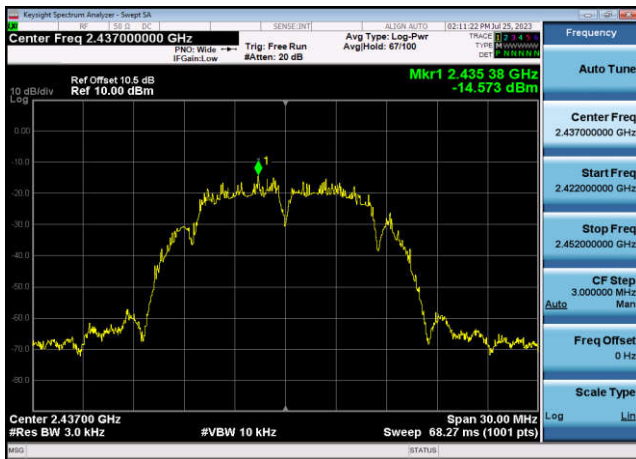 Keysight Spectrum Analyzer - Swept SA
RF 50 Ω DC SENSE:INT ALIGN AUTO 02:11:22 PM Jul 25, 2023
Center Freq 2.437000000 GHz
PNO: Wide
IFGain:Low
Trig: Free Run
#Atten: 20 dB
Avg Type: Log-Pwr
Avg|Hold: 67/100
TRACE 1 2 3 4 5 6
TYPE M WWWWW
DET P N N N N N
Ref Offset 10.5 dB
Ref 10.00 dBm
Mkr1 2.435 38 GHz
-14.573 dBm
10 dB/div
Log
0.00
-10.0
-20.0
-30.0
-40.0
-50.0
-60.0
-70.0
-80.0
1
Center 2.43700 GHz
#Res BW 3.0 kHz
#VBW 10 kHz
Span 30.00 MHz
Sweep 68.27 ms (1001 pts)
MSG
STATUS
Frequency
Auto Tune
Center Freq
2.437000000 GHz
Start Freq
2.422000000 GHz
Stop Freq
2.452000000 GHz
CF Step
3.000000 MHz
Auto Man
Freq Offset
0 Hz
Scale Type
Log Lin